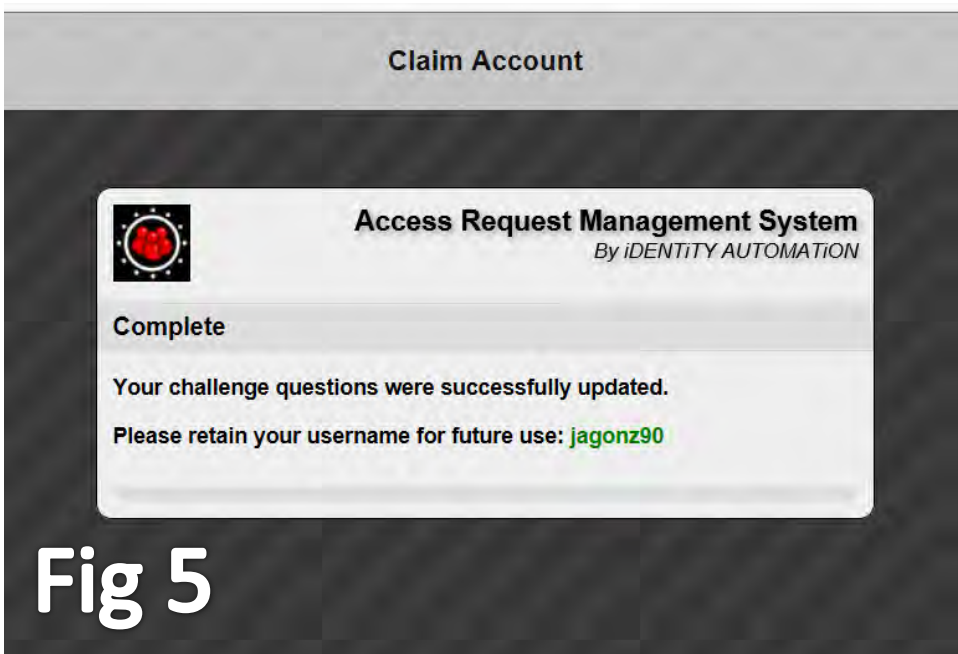 Claim Account
Access Request Management System
By iDENTiTY AUTOMATiON
Complete
Your challenge questions were successfully updated.
Please retain your username for future use: jagonz90
Fig 5